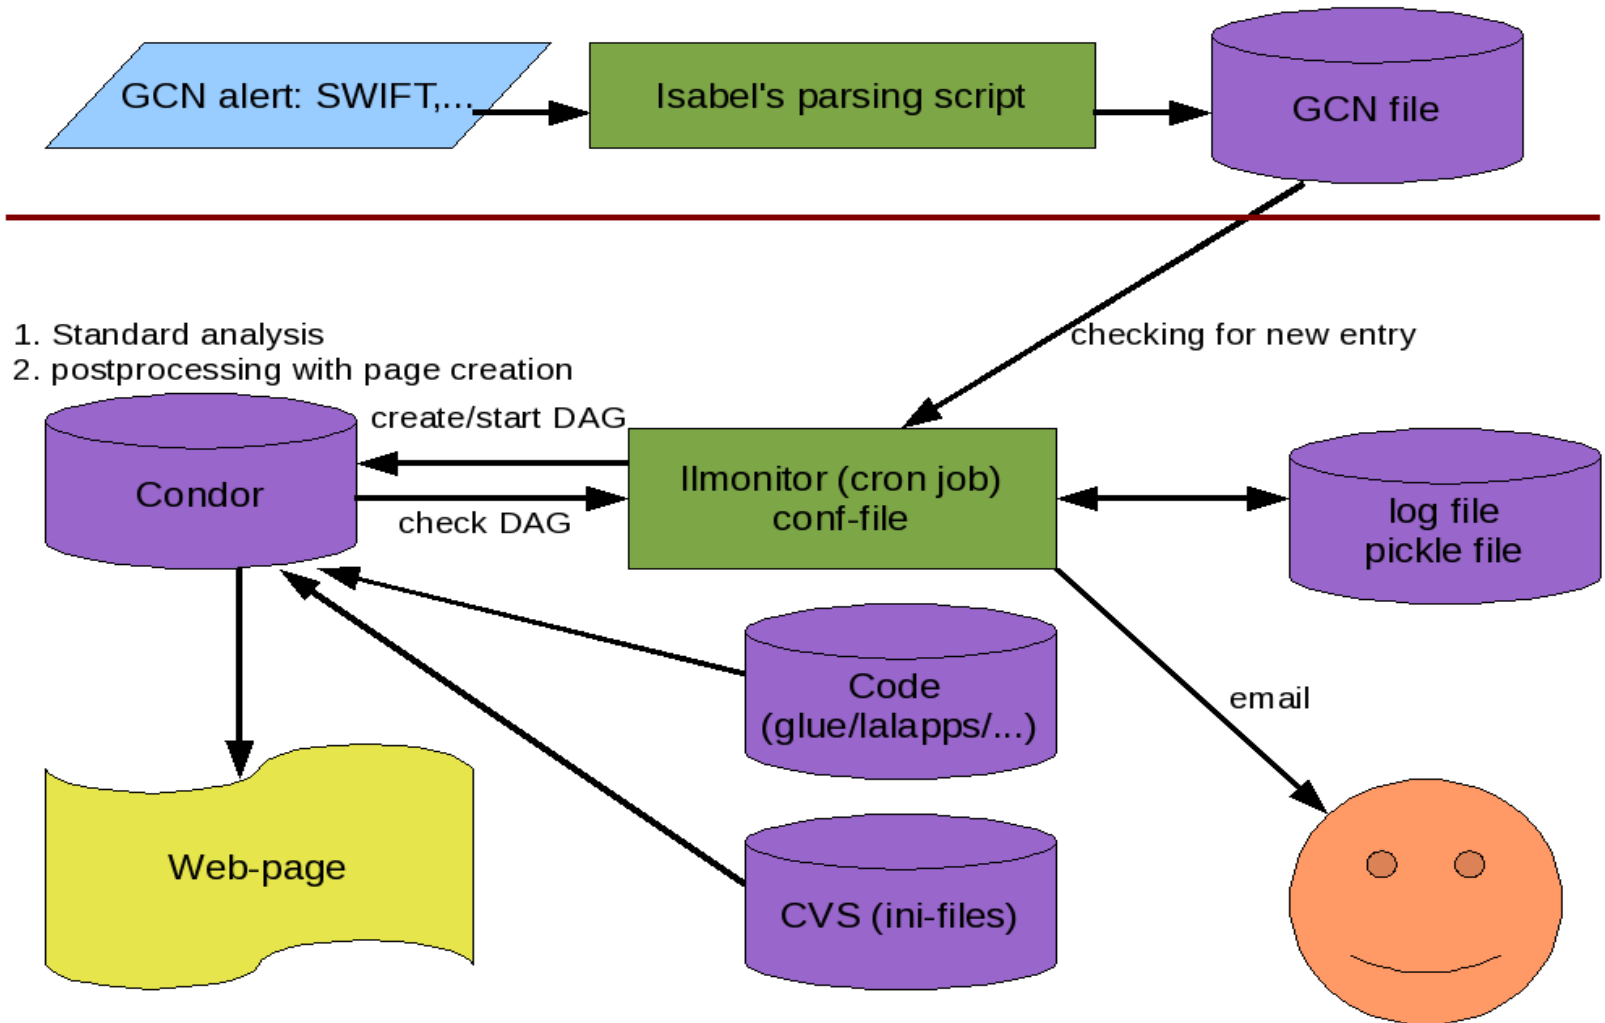 GCN alert: SWIFT,...
Isabel's parsing script
GCN file
checking for new entry
1. Standard analysis
2. postprocessing with page creation
create/start DAG
Condor
check DAG
llmonitor (cron job)
conf-file
log file
pickle file
Code
(glue/lalapps/...)
email
Web-page
CVS (ini-files)